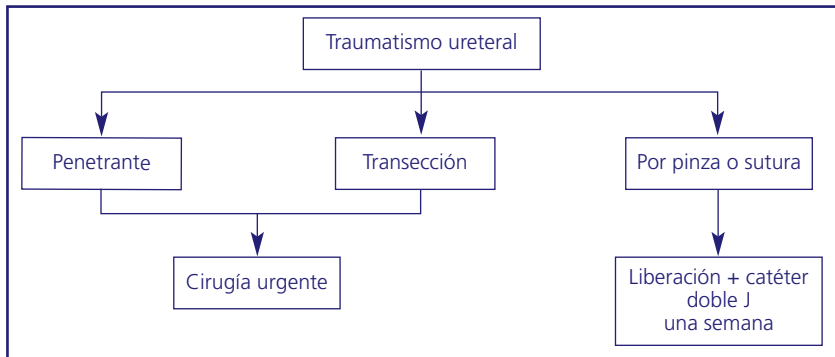 Traumatismo ureteral
Penetrante
Transección
Por pinza o sutura
Cirugía urgente
Liberación + catéter
doble J
una semana